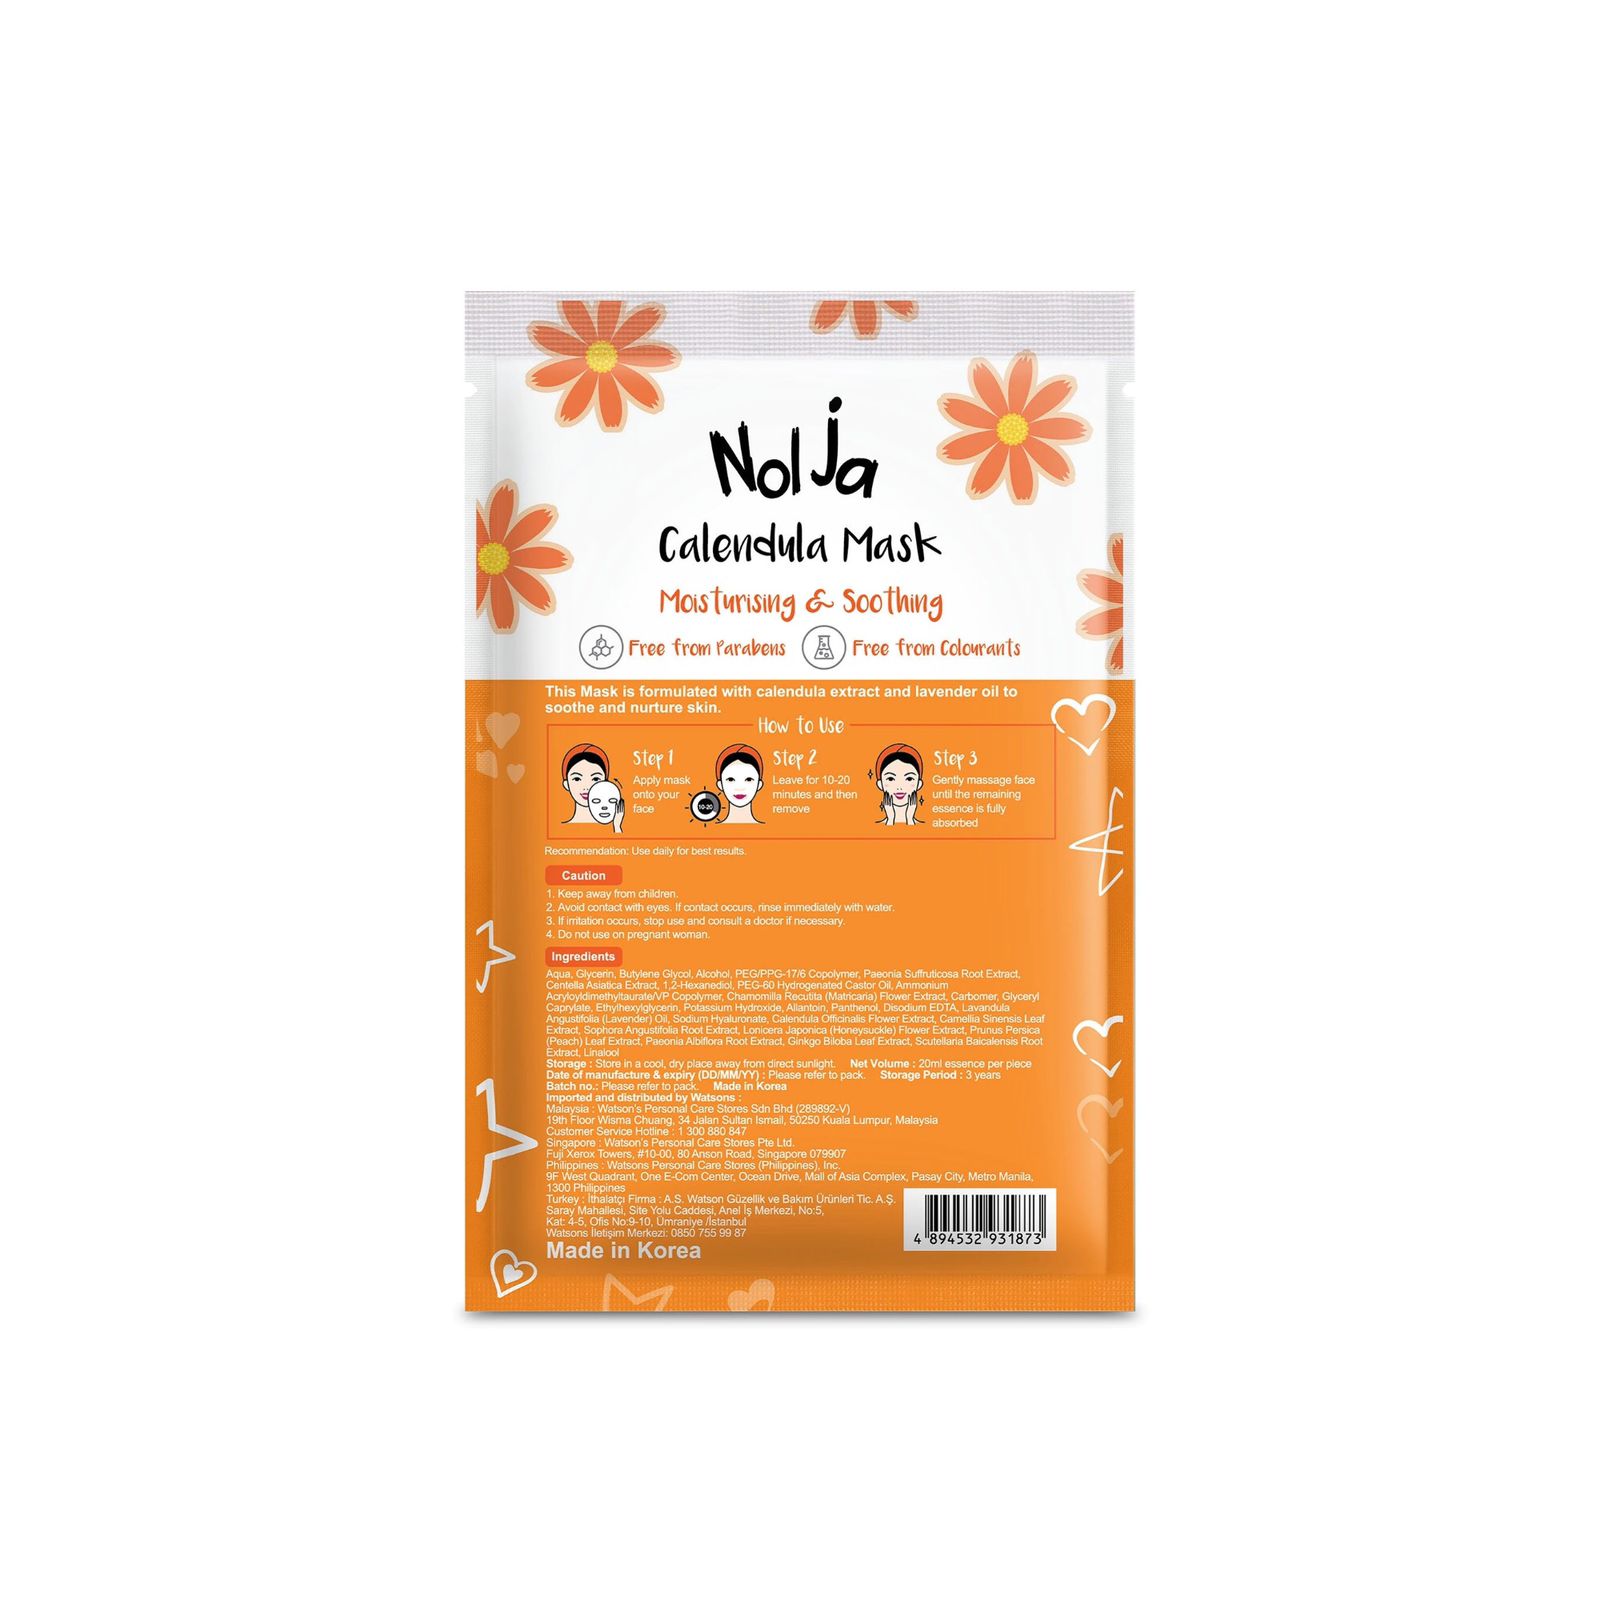 Nolja
Calendula Mask
Moisturising & Soothing
Free from Parabens
Free from Colourants
This Mask is formulated with calendula extract and lavender oil to
soothe and nurture skin.
How to Use
Step 1
Apply mask
onto your
face
10-20
Step 2
Leave for 10-20
minutes and then
remove
Step 3
Gently massage face
until the remaining
essence is fully
absorbed
Recommendation: Use daily for best results.
Caution
1. Keep away from children.
2. Avoid contact with eyes. If contact occurs, rinse immediately with water.
3. If irritation occurs, stop use and consult a doctor if necessary.
4. Do not use on pregnant woman.
Ingredients
Aqua, Glycerin, Butylene Glycol, Alcohol, PEG/PPG-17/6 Copolymer, Paeonia Suffruticosa Root Extract,
Centella Asiatica Extract, 1,2-Hexanediol, PEG-60 Hydrogenated Castor Oil, Ammonium
Acryloyldimethyltaurate/VP Copolymer, Chamomilla Recutita (Matricaria) Flower Extract, Carbomer, Glyceryl
Caprylate, Ethylhexylglycerin, Potassium Hydroxide, Allantoin, Panthenol, Disodium EDTA, Lavandula
Angustifolia (Lavender) Oil, Sodium Hyaluronate, Calendula Officinalis Flower Extract, Camellia Sinensis Leaf
Extract, Sophora Angustifolia Root Extract, Lonicera Japonica (Honeysuckle) Flower Extract, Prunus Persica
(Peach) Leaf Extract, Paeonia Albiflora Root Extract, Ginkgo Biloba Leaf Extract, Scutellaria Baicalensis Root
Extract, Linalool
Storage : Store in a cool, dry place away from direct sunlight. Net Volume : 20ml essence per piece
Date of manufacture & expiry (DD/MM/YY) : Please refer to pack. Storage Period : 3 years
Batch no.: Please refer to pack. Made in Korea
Imported and distributed by Watsons :
Malaysia : Watson's Personal Care Stores Sdn Bhd (289892-V)
19th Floor Wisma Chuang, 34 Jalan Sultan Ismail, 50250 Kuala Lumpur, Malaysia
Customer Service Hotline : 1 300 880 847
Singapore : Watson's Personal Care Stores Pte Ltd.
Fuji Xerox Towers, #10-00, 80 Anson Road, Singapore 079907
Philippines : Watsons Personal Care Stores (Philippines), Inc.
9F West Quadrant, One E-Com Center, Ocean Drive, Mall of Asia Complex, Pasay City, Metro Manila,
1300 Philippines
Turkey : İthalatçı Firma : A.S. Watson Güzellik ve Bakım Ürünleri Tic. A.Ş.
Saray Mahallesi, Site Yolu Caddesi, Anel İş Merkezi, No:5,
Kat: 4-5, Ofis No:9-10, Ümraniye /İstanbul
Watsons İletişim Merkezi: 0850 755 99 87
Made in Korea
4 894532 931873